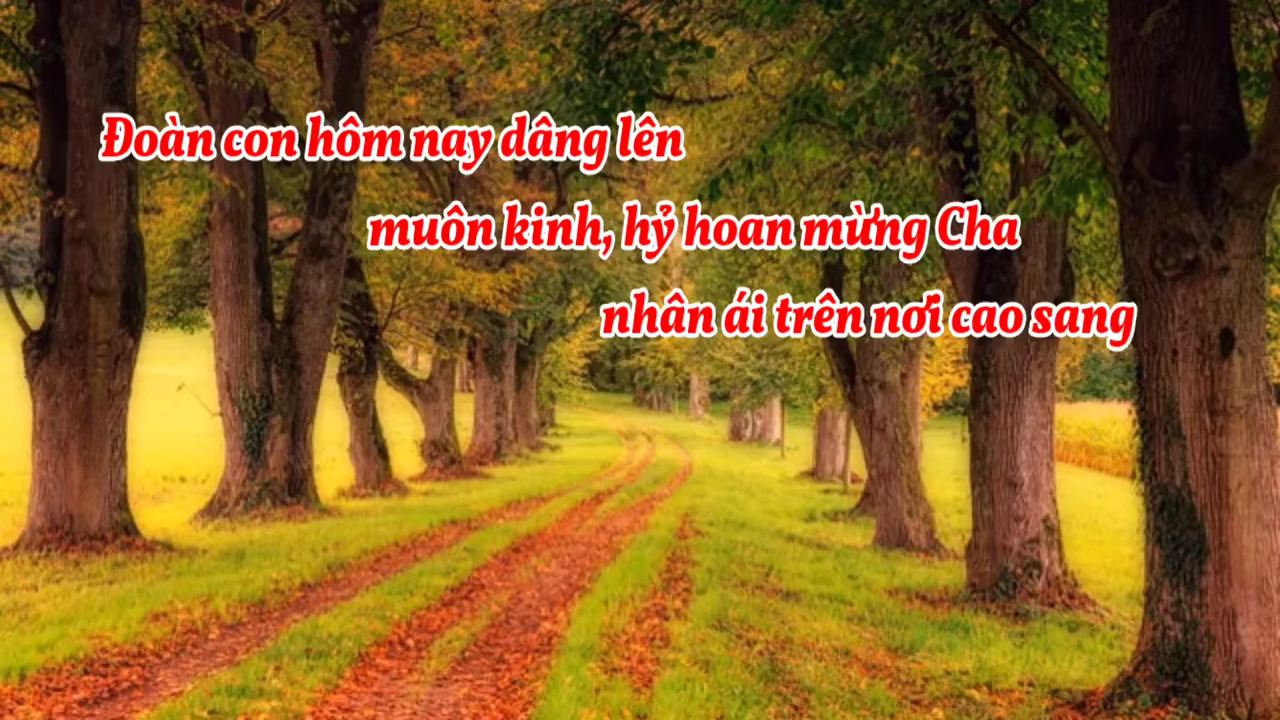 Đoàn con hôm nay dâng lên
muôn kinh, hỷ hoan mừng Cha
nhân ái trên nơi cao sang